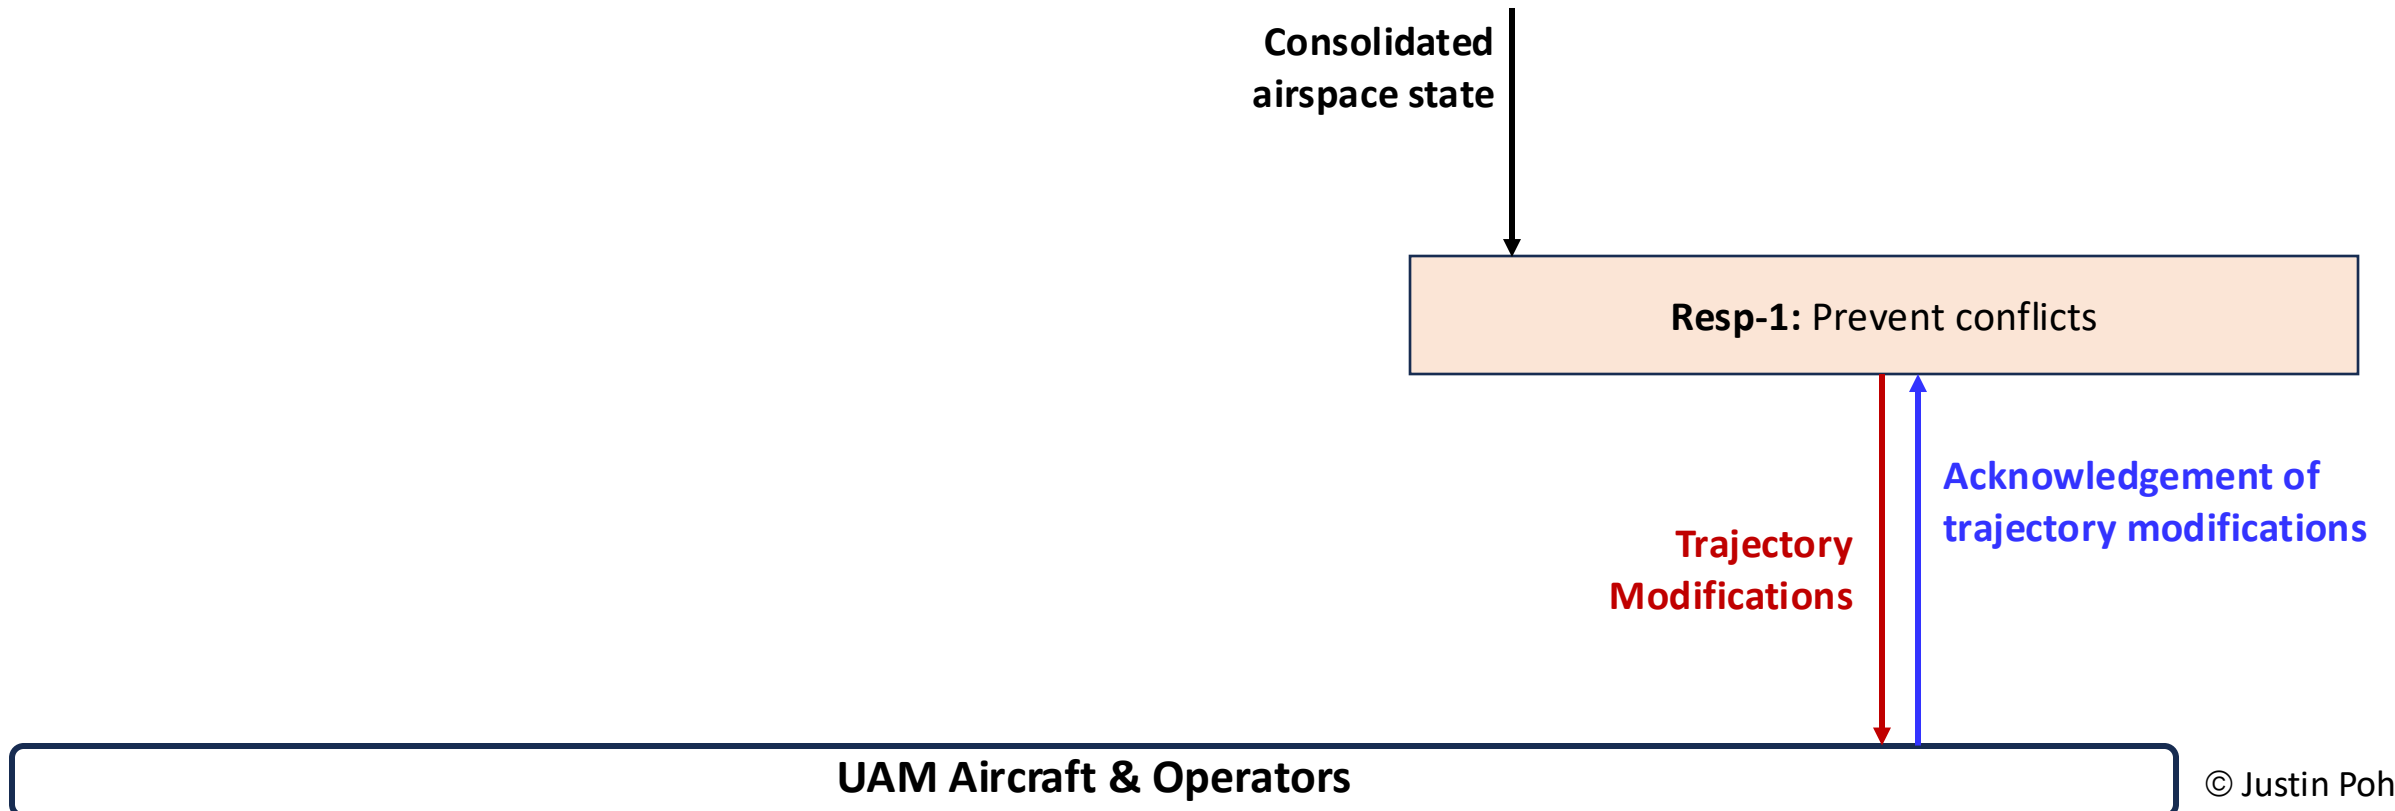 Consolidated
airspace state
Resp-1: Prevent conflicts
Acknowledgement of
trajectory modifications
Trajectory
Modifications
UAM Aircraft & Operators
© Justin Poh